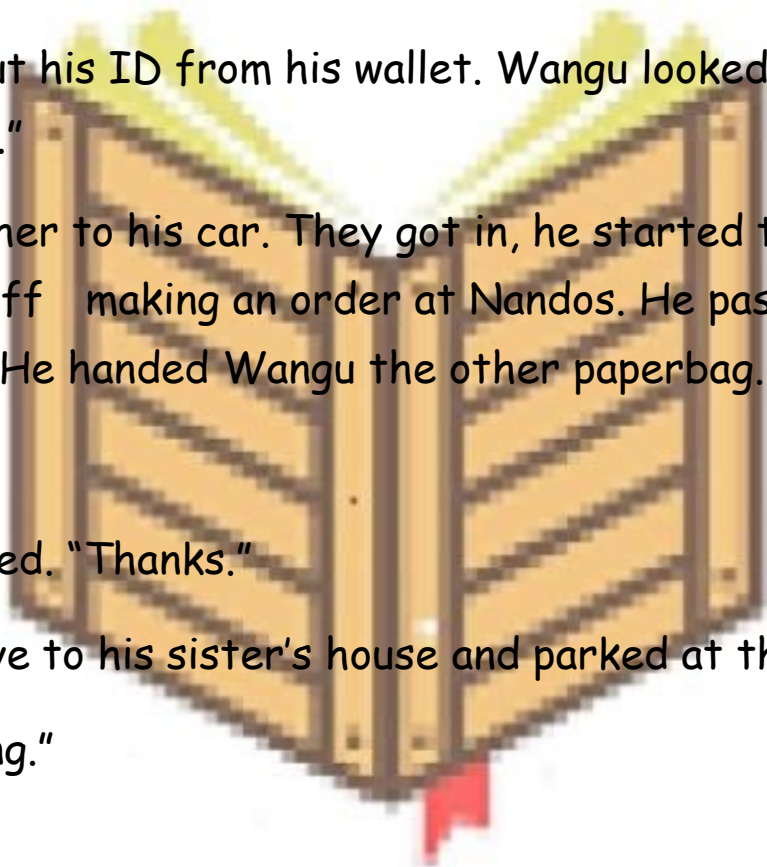 ut his ID from his wallet. Wangu looked
.”
her to his car. They got in, he started t
ff making an order at Nandos. He pas
He handed Wangu the other paperbag.
ed. “Thanks.”
ve to his sister’s house and parked at th
ng.”